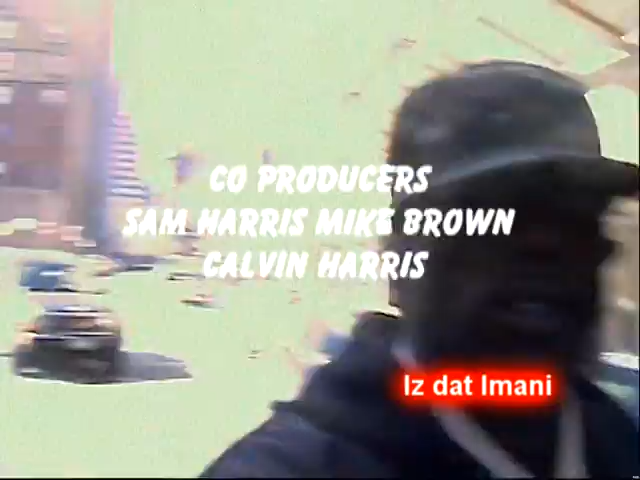 CO PRODUCERS
SAM HARRIS MIKE BROWN
CALVIN HARRIS
Iz dat Imani